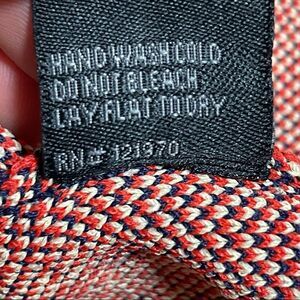 HAND WASH COLD
DO NOT BLEACH
LAY FLAT TO DRY
RN# 121970